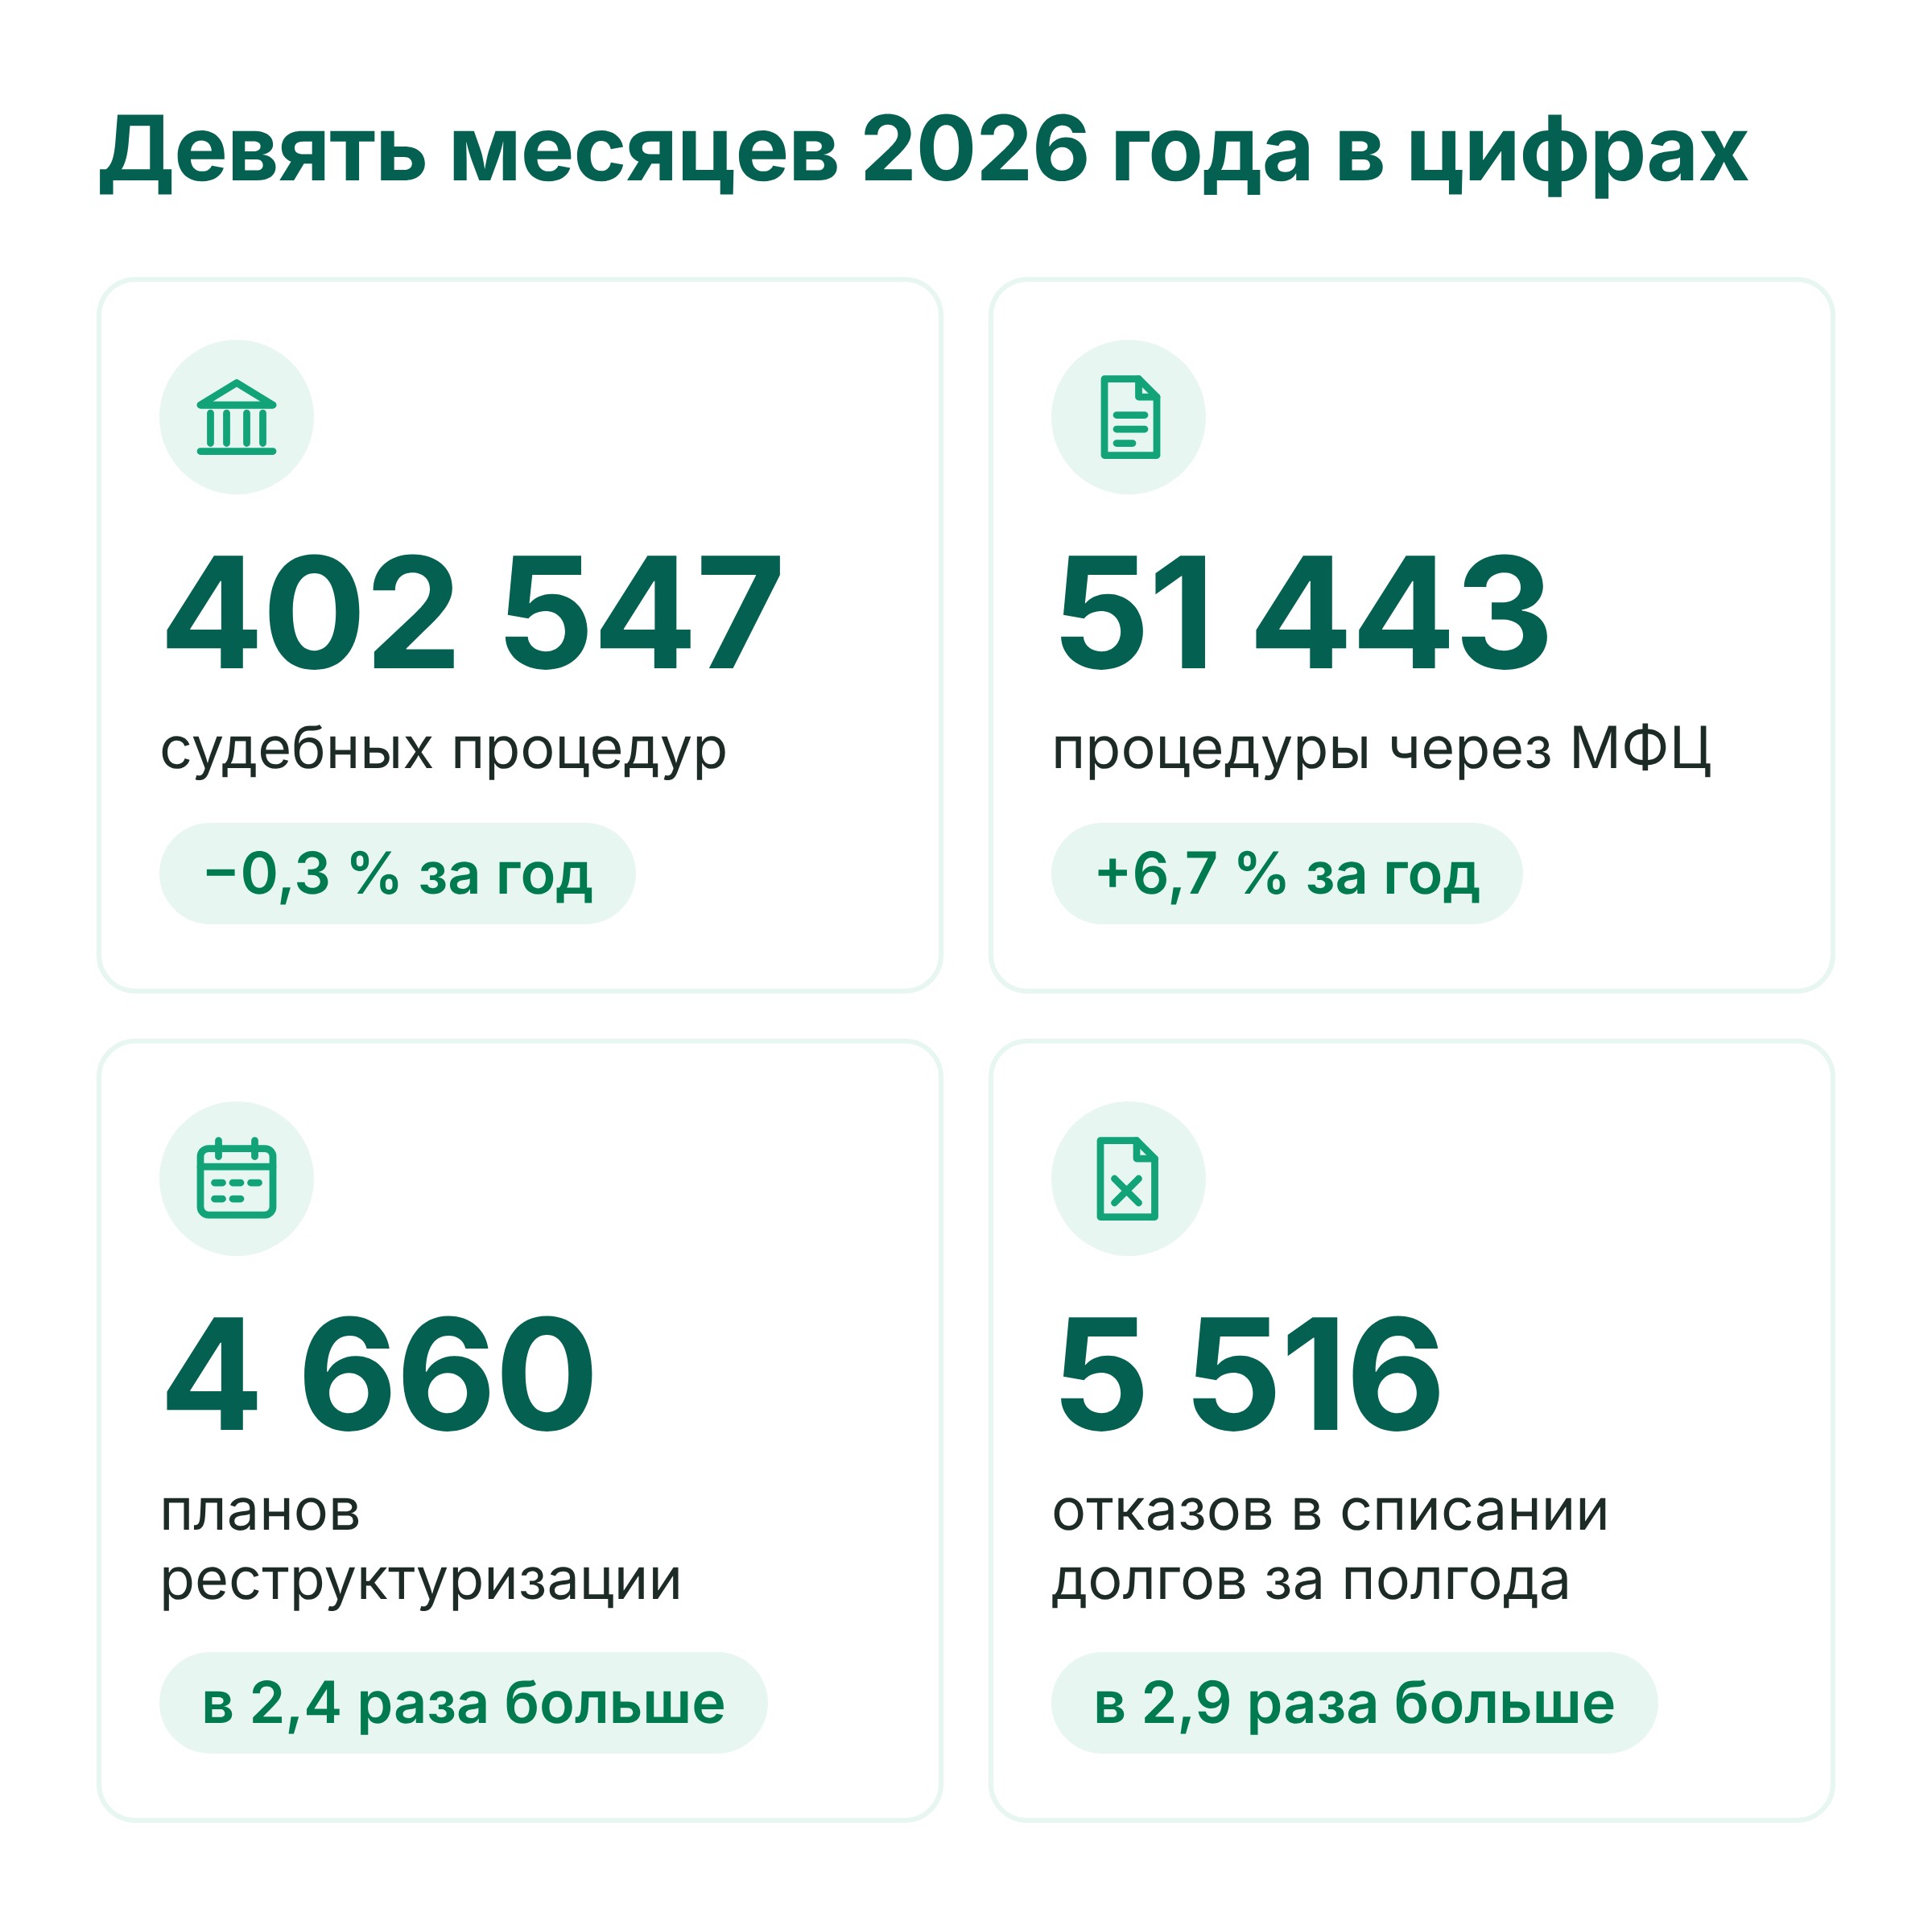 Девять месяцев 2026 года в цифрах
402 547
судебных процедур
−0,3 % за год
51 443
процедуры через МФЦ
+6,7 % за год
4 660
планов
реструктуризации
в 2,4 раза больше
5 516
отказов в списании
долгов за полгода
в 2,9 раза больше